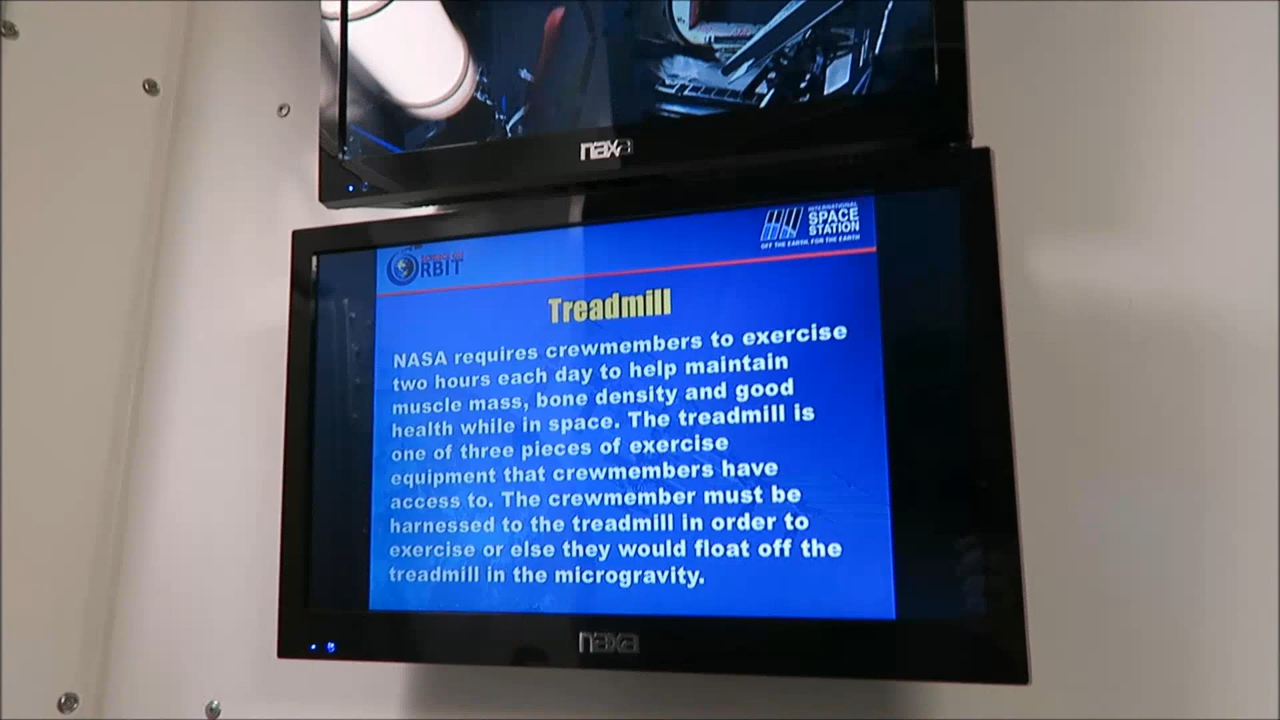 naxa
INTERNATIONAL
SPACE
STATION
OFF THE EARTH, FOR THE EARTH
ORBIT
Treadmill
NASA requires crewmembers to exercise
two hours each day to help maintain
muscle mass, bone density and good
health while in space. The treadmill is
one of three pieces of exercise
equipment that crewmembers have
access to. The crewmember must be
harnessed to the treadmill in order to
exercise or else they would float off the
treadmill in the microgravity.
naxa